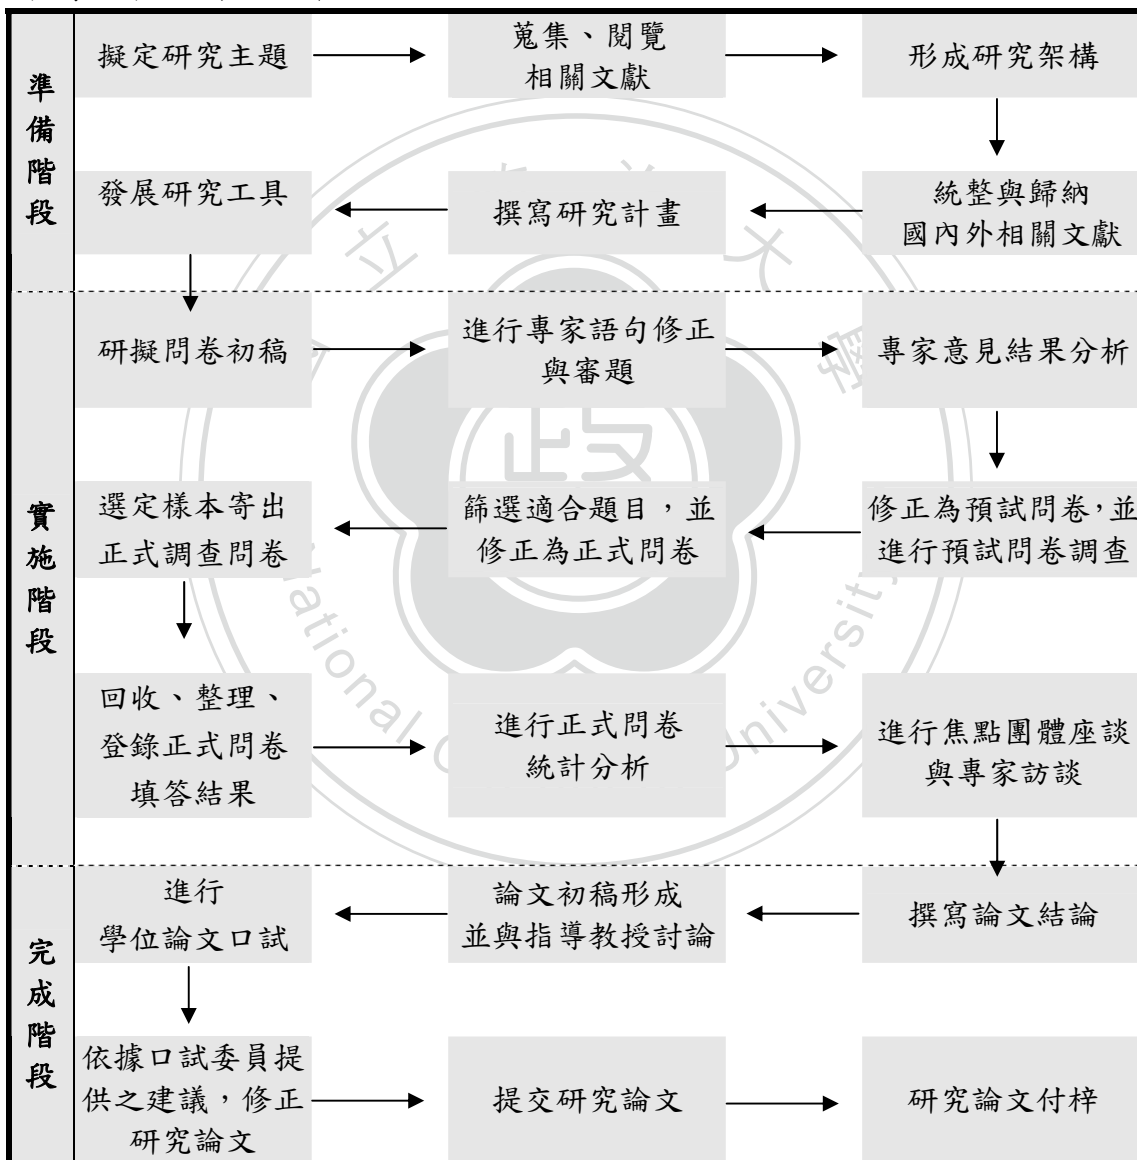 準備階段
擬定研究主題
蒐集、閱覽
相關文獻
形成研究架構
發展研究工具
撰寫研究計畫
統整與歸納
國內外相關文獻
實施階段
研擬問卷初稿
進行專家語句修正
與審題
專家意見結果分析
選定樣本寄出
正式調查問卷
篩選適合題目，並
修正為正式問卷
修正為預試問卷，並
進行預試問卷調查
回收、整理、
登錄正式問卷
填答結果
進行正式問卷
統計分析
進行焦點團體座談
與專家訪談
完成階段
進行
學位論文口試
論文初稿形成
並與指導教授討論
撰寫論文結論
依據口試委員提
供之建議，修正
研究論文
提交研究論文
研究論文付梓
立
大
學
政
National
University